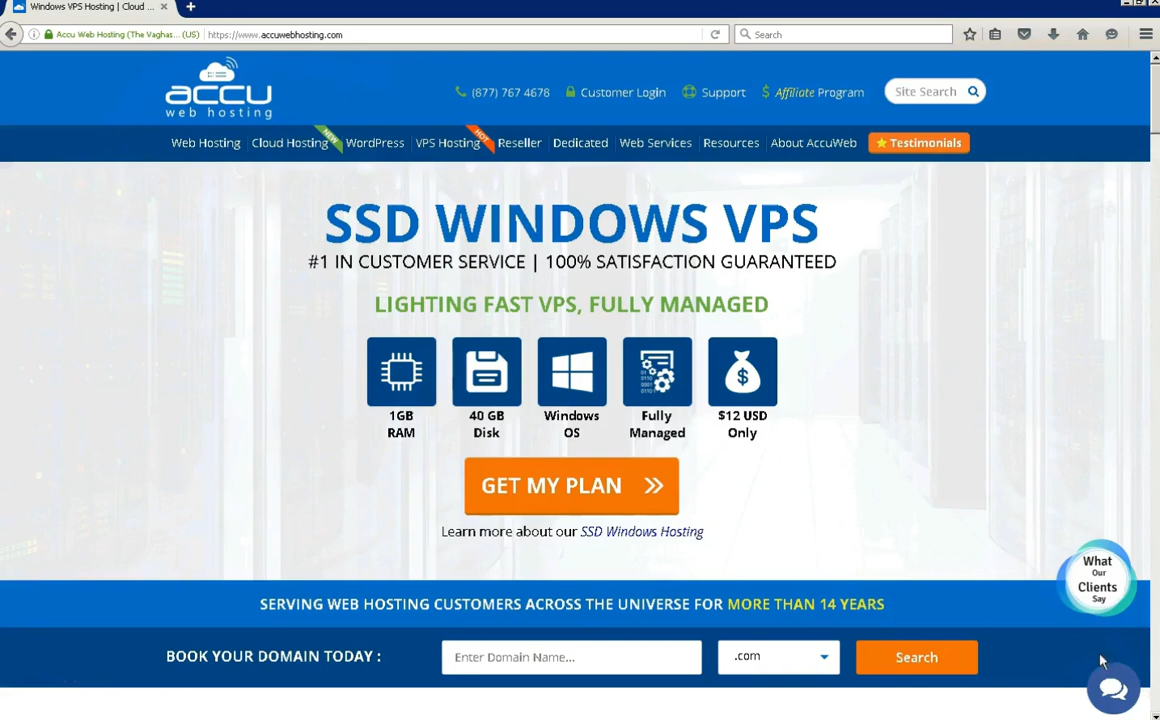 Windows VPS Hosting | Cloud ...
Accu Web Hosting (The Vaghas... (US)
https://www.accuwebhosting.com
Search
accu
web hosting
(877) 767 4678
Customer Login
Support
Affiliate Program
Site Search
Web Hosting
Cloud Hosting
NEW
WordPress
VPS Hosting
HOT
Reseller
Dedicated
Web Services
Resources
About AccuWeb
Testimonials
SSD WINDOWS VPS
#1 IN CUSTOMER SERVICE | 100% SATISFACTION GUARANTEED
LIGHTING FAST VPS, FULLY MANAGED
1GB
RAM
40 GB
Disk
Windows
OS
Fully
Managed
$12 USD
Only
GET MY PLAN
Learn more about our SSD Windows Hosting
What
Our
Clients
Say
SERVING WEB HOSTING CUSTOMERS ACROSS THE UNIVERSE FOR MORE THAN 14 YEARS
BOOK YOUR DOMAIN TODAY :
Enter Domain Name...
.com
Search